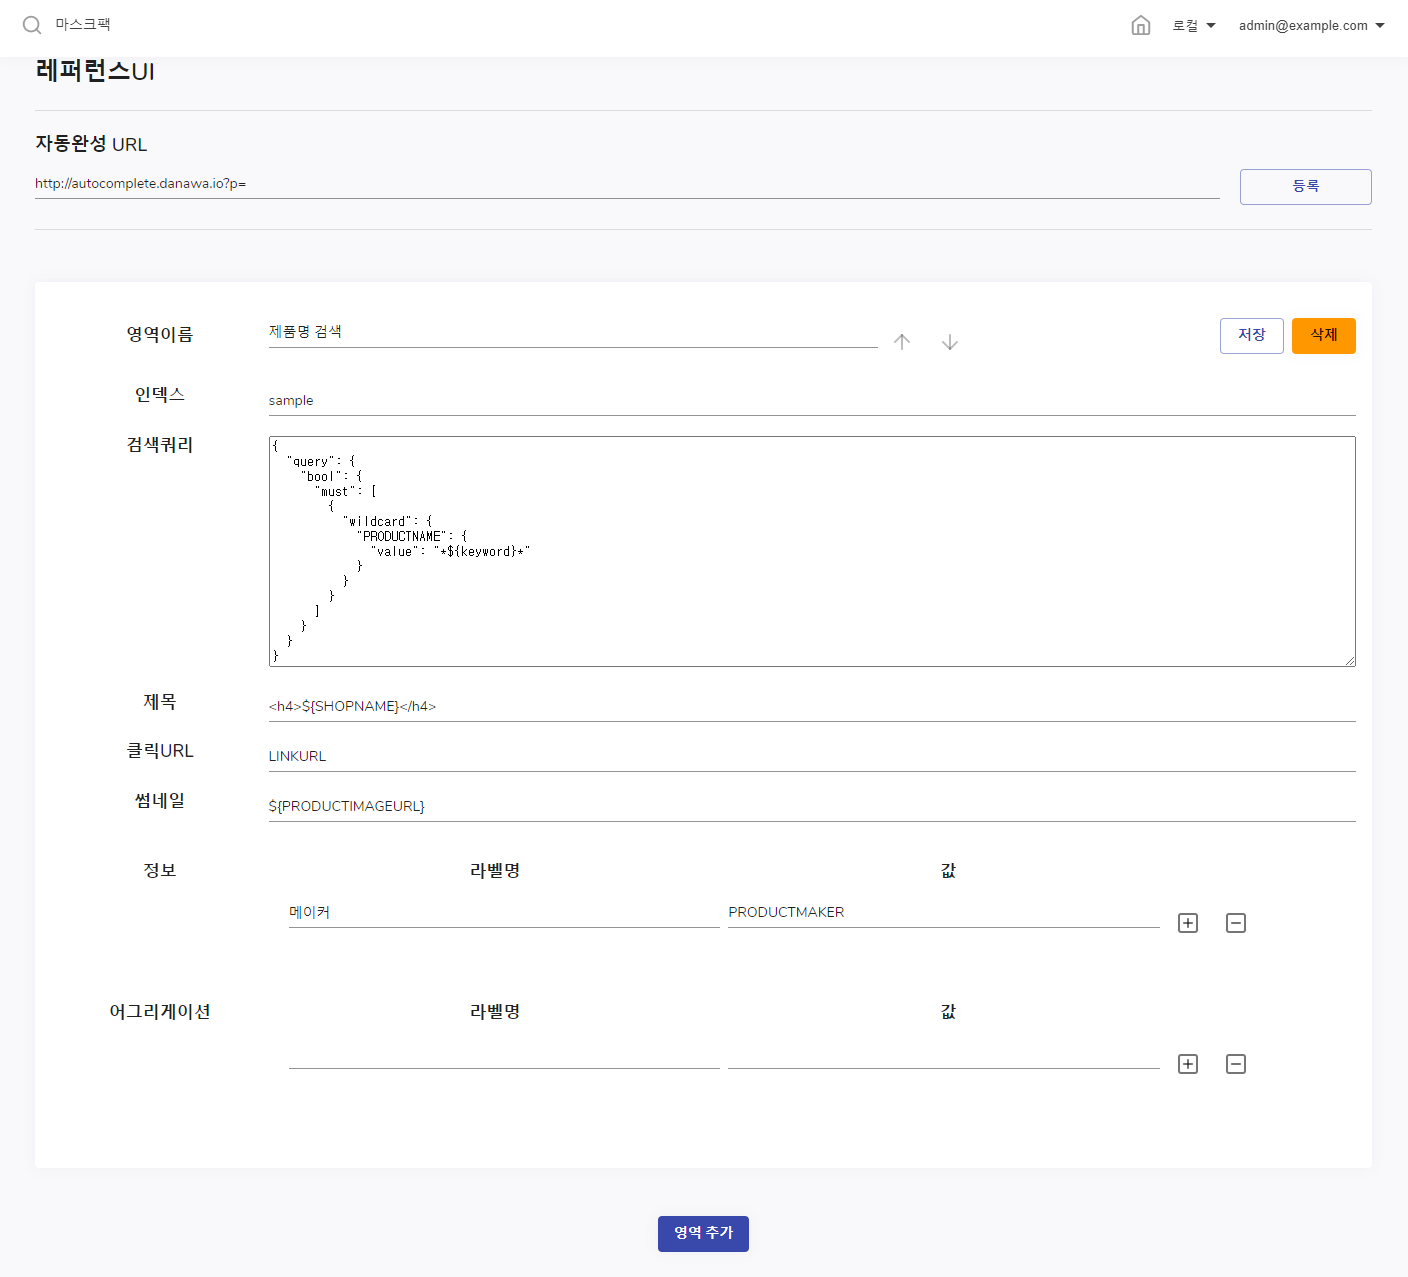 마스크팩
로컬
admin@example.com
레퍼런스UI
자동완성 URL
http://autocomplete.danawa.io?p=
등록
영역이름
제품명 검색
저장
삭제
인덱스
sample
검색쿼리
{
  "query": {
    "bool": {
      "must": [
        {
          "wildcard": {
            "PRODUCTNAME": {
              "value": "*${keyword}*"
            }
          }
        }
      ]
    }
  }
}
제목
<h4>${SHOPNAME}</h4>
클릭URL
LINKURL
썸네일
${PRODUCTIMAGEURL}
정보
라벨명
값
메이커
PRODUCTMAKER
어그리게이션
라벨명
값
영역 추가